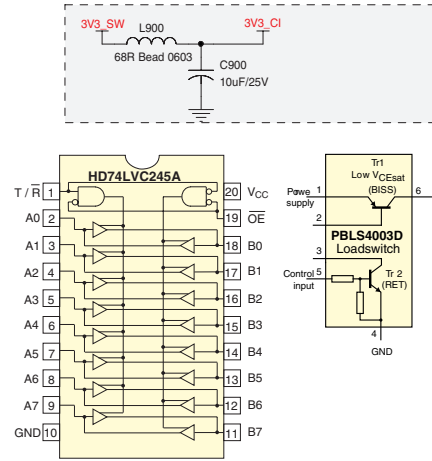 3V3_SW L900 3V3_CI
68R Bead 0603
C900
10uF/25V
HD74LVC245A
T / R 1
20 VCC
A0 2
19 OE
A1 3
18 B0
A2 4
17 B1
A3 5
16 B2
A4 6
15 B3
A5 7
14 B4
A6 8
13 B5
A7 9
12 B6
GND 10
11 B7
Tr1
Low VCEsat
(BISS)
Power
supply
1
6
2
PBLS4003D
Loadswitch
3
Control
input
5
Tr 2
(RET)
4
GND